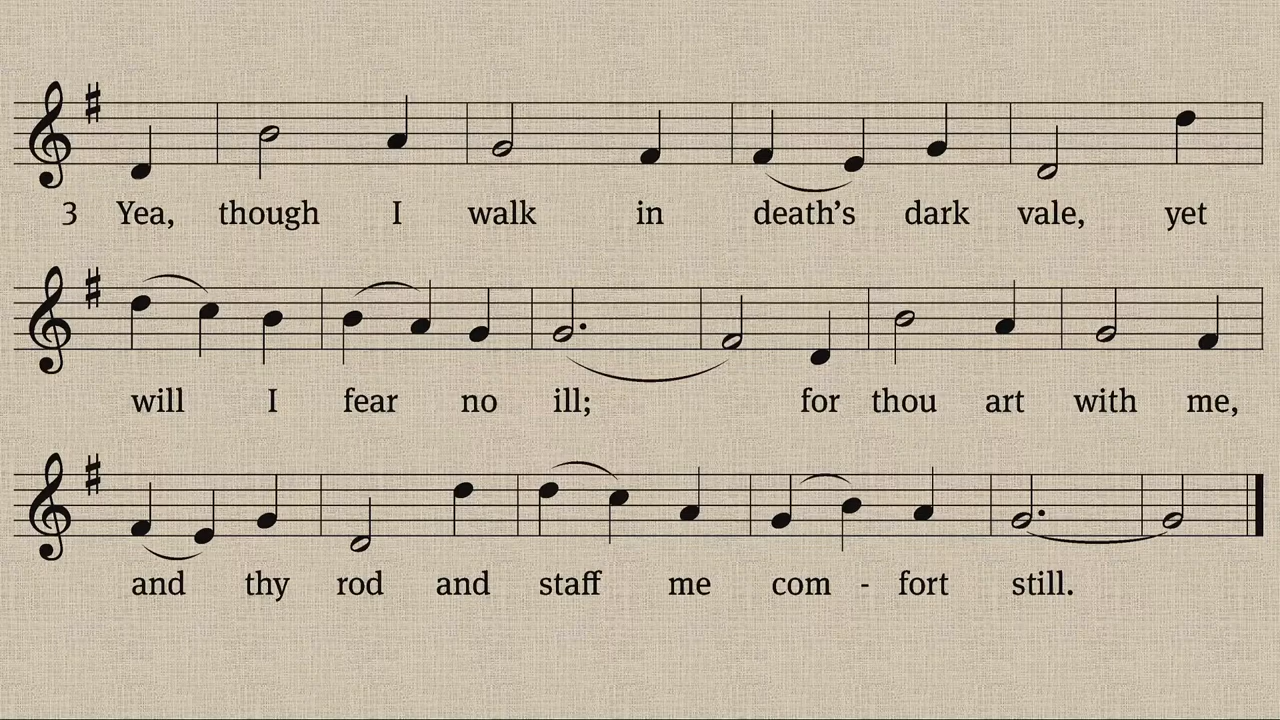 3 Yea, though I walk in death’s dark vale, yet
will I fear no ill; for thou art with me,
and thy rod and staff me com - fort still.